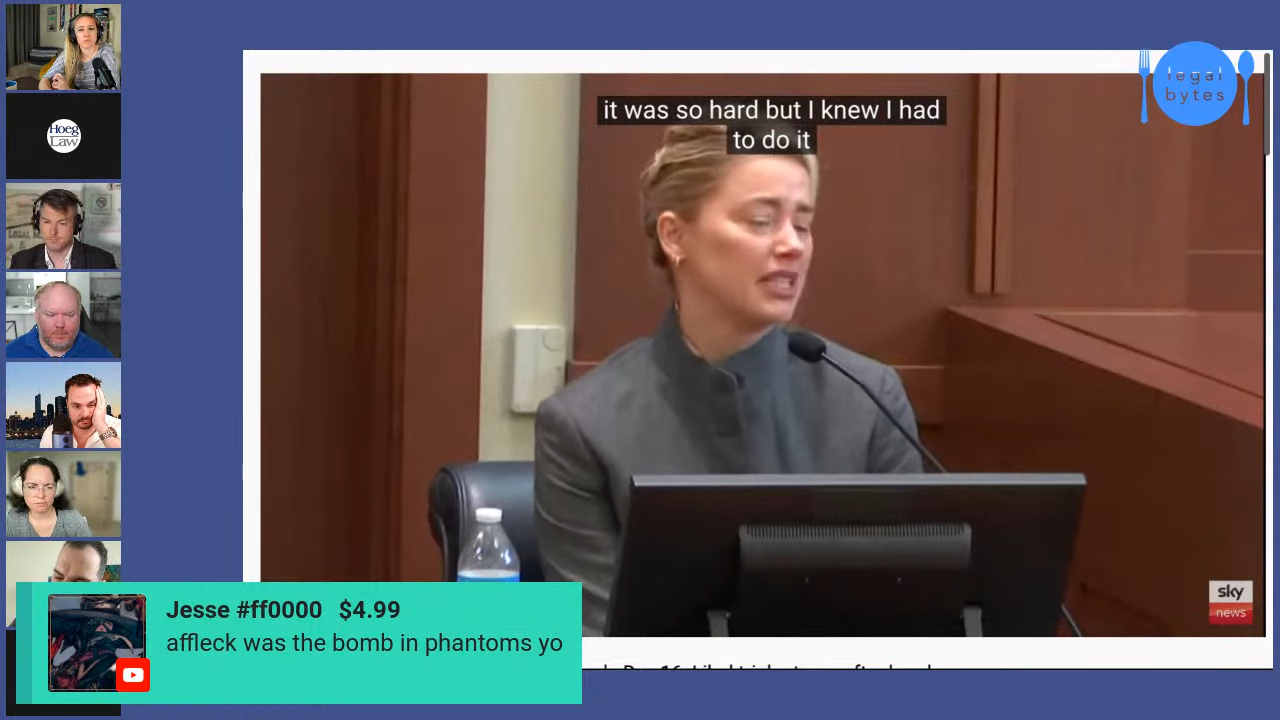 it was so hard but I knew I had
to do it
legal
bytes
Hoeg
Law
sky
news
Jesse #ff0000 $4.99
affleck was the bomb in phantoms yo